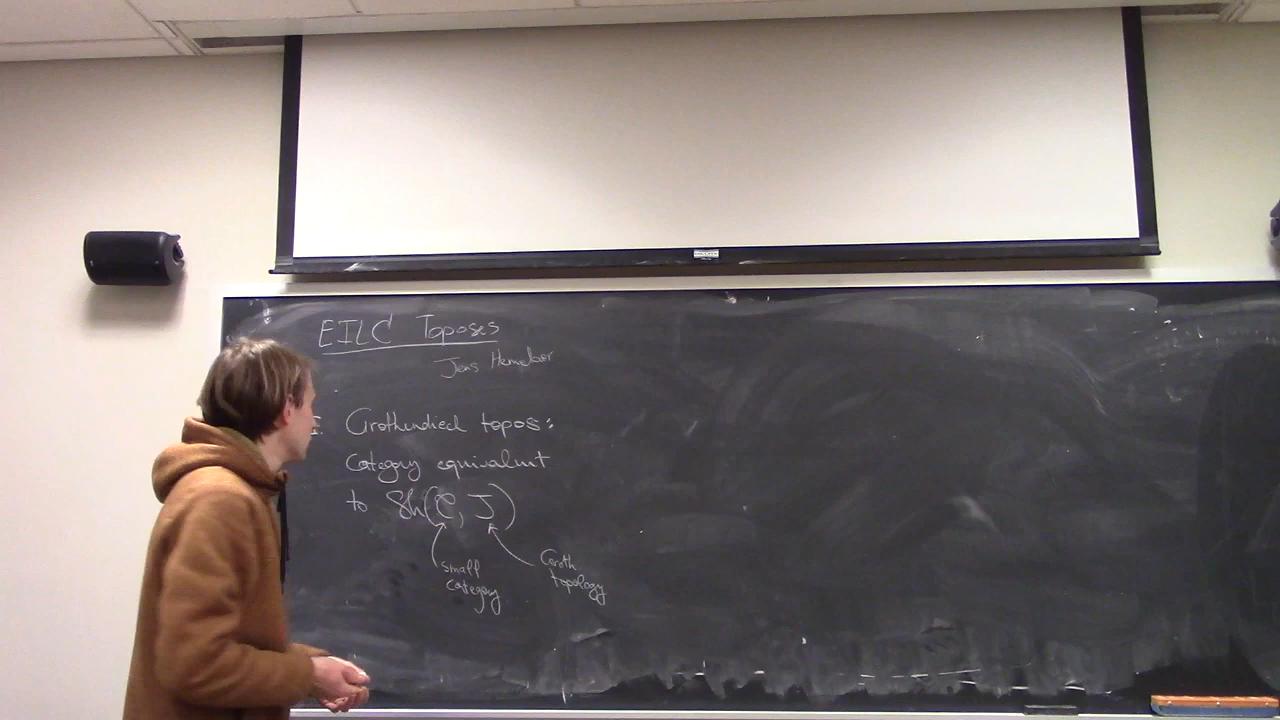 EILC Toposes
Jens Hemelaer
I. Grothendieck topos:
Category equivalent
to Sh(C, J)
small
category
Groth
topology